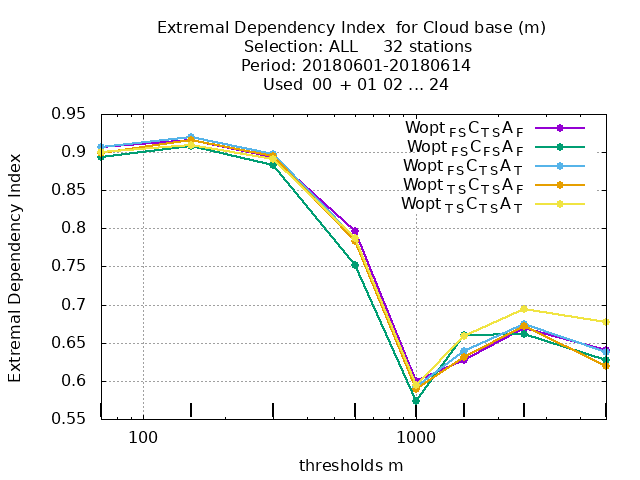 Extremal Dependency Index  for Cloud base (m)
Selection: ALL     32 stations
Period: 20180601-20180614
Used  00 + 01 02 ... 24
0.95
0.9
0.85
0.8
0.75
0.7
0.65
0.6
0.55
Extremal Dependency Index
Wopt FS C TS A F
Wopt FS C FS A F
Wopt FS C TS A T
Wopt TS C TS A F
Wopt TS C TS A T
100
1000
thresholds m